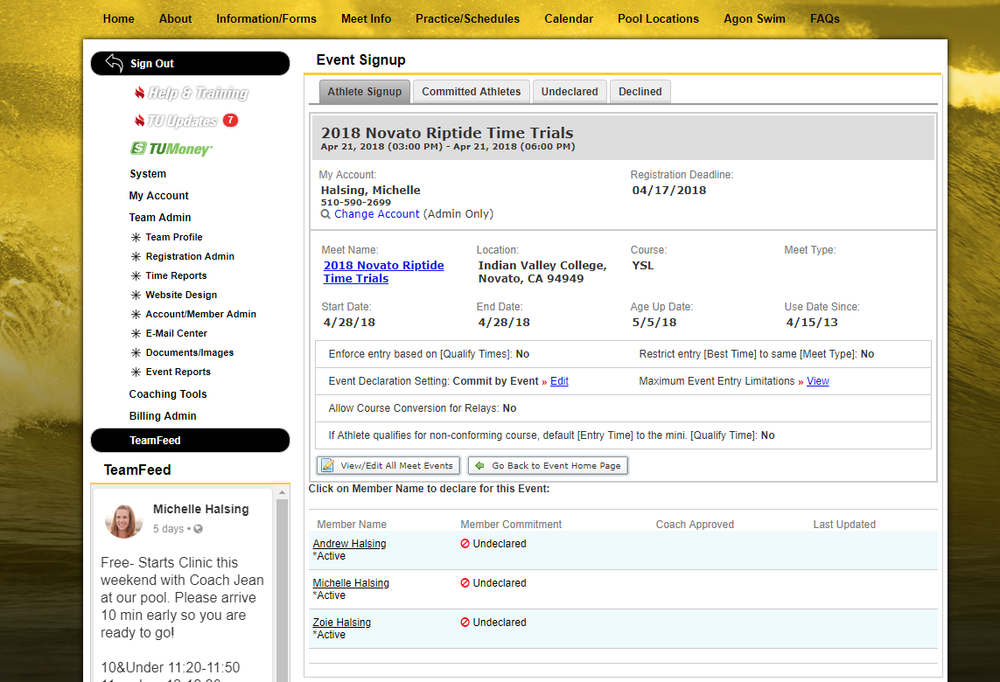 Home About Information/Forms Meet Info Practice/Schedules Calendar Pool Locations Agon Swim FAQs
Sign Out
Help & Training
TU Updates 7
$ TUMoney
System
My Account
Team Admin
Team Profile
Registration Admin
Time Reports
Website Design
Account/Member Admin
E-Mail Center
Documents/Images
Event Reports
Coaching Tools
Billing Admin
TeamFeed
TeamFeed
Michelle Halsing
5 days •
Free- Starts Clinic this
weekend with Coach Jean
at our pool. Please arrive
10 min early so you are
ready to go!
10&Under 11:20-11:50
Event Signup
Athlete Signup Committed Athletes Undeclared Declined
2018 Novato Riptide Time Trials
Apr 21, 2018 (03:00 PM) - Apr 21, 2018 (06:00 PM)
My Account: Registration Deadline:
Halsing, Michelle 04/17/2018
510-590-2699
Change Account (Admin Only)
Meet Name: Location: Course: Meet Type:
2018 Novato Riptide Indian Valley College, YSL
Time Trials Novato, CA 94949
Start Date: End Date: Age Up Date: Use Date Since:
4/28/18 4/28/18 5/5/18 4/15/13
Enforce entry based on [Qualify Times]: No Restrict entry [Best Time] to same [Meet Type]: No
Event Declaration Setting: Commit by Event » Edit Maximum Event Entry Limitations » View
Allow Course Conversion for Relays: No
If Athlete qualifies for non-conforming course, default [Entry Time] to the mini. [Qualify Time]: No
View/Edit All Meet Events Go Back to Event Home Page
Click on Member Name to declare for this Event:
Member Name Member Commitment Coach Approved Last Updated
Andrew Halsing Undeclared
*Active
Michelle Halsing Undeclared
*Active
Zoie Halsing Undeclared
*Active